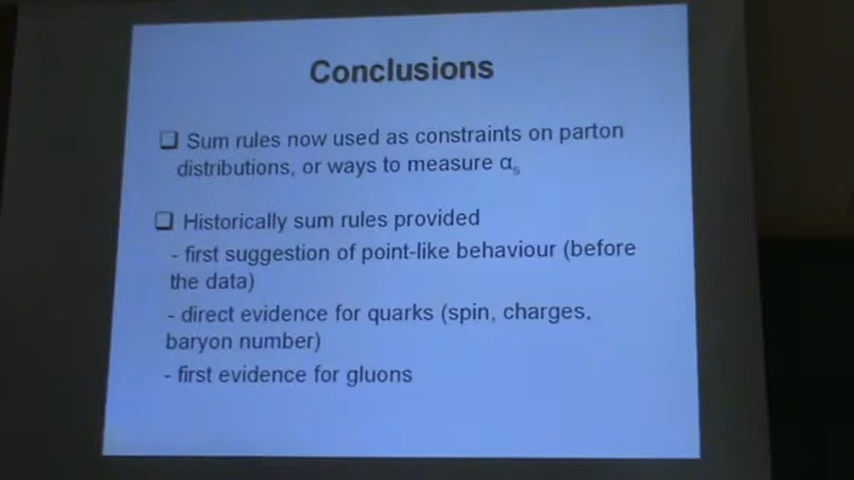 Conclusions
❑ Sum rules now used as constraints on parton
distributions, or ways to measure αs
❑ Historically sum rules provided
- first suggestion of point-like behaviour (before
the data)
- direct evidence for quarks (spin, charges,
baryon number)
- first evidence for gluons